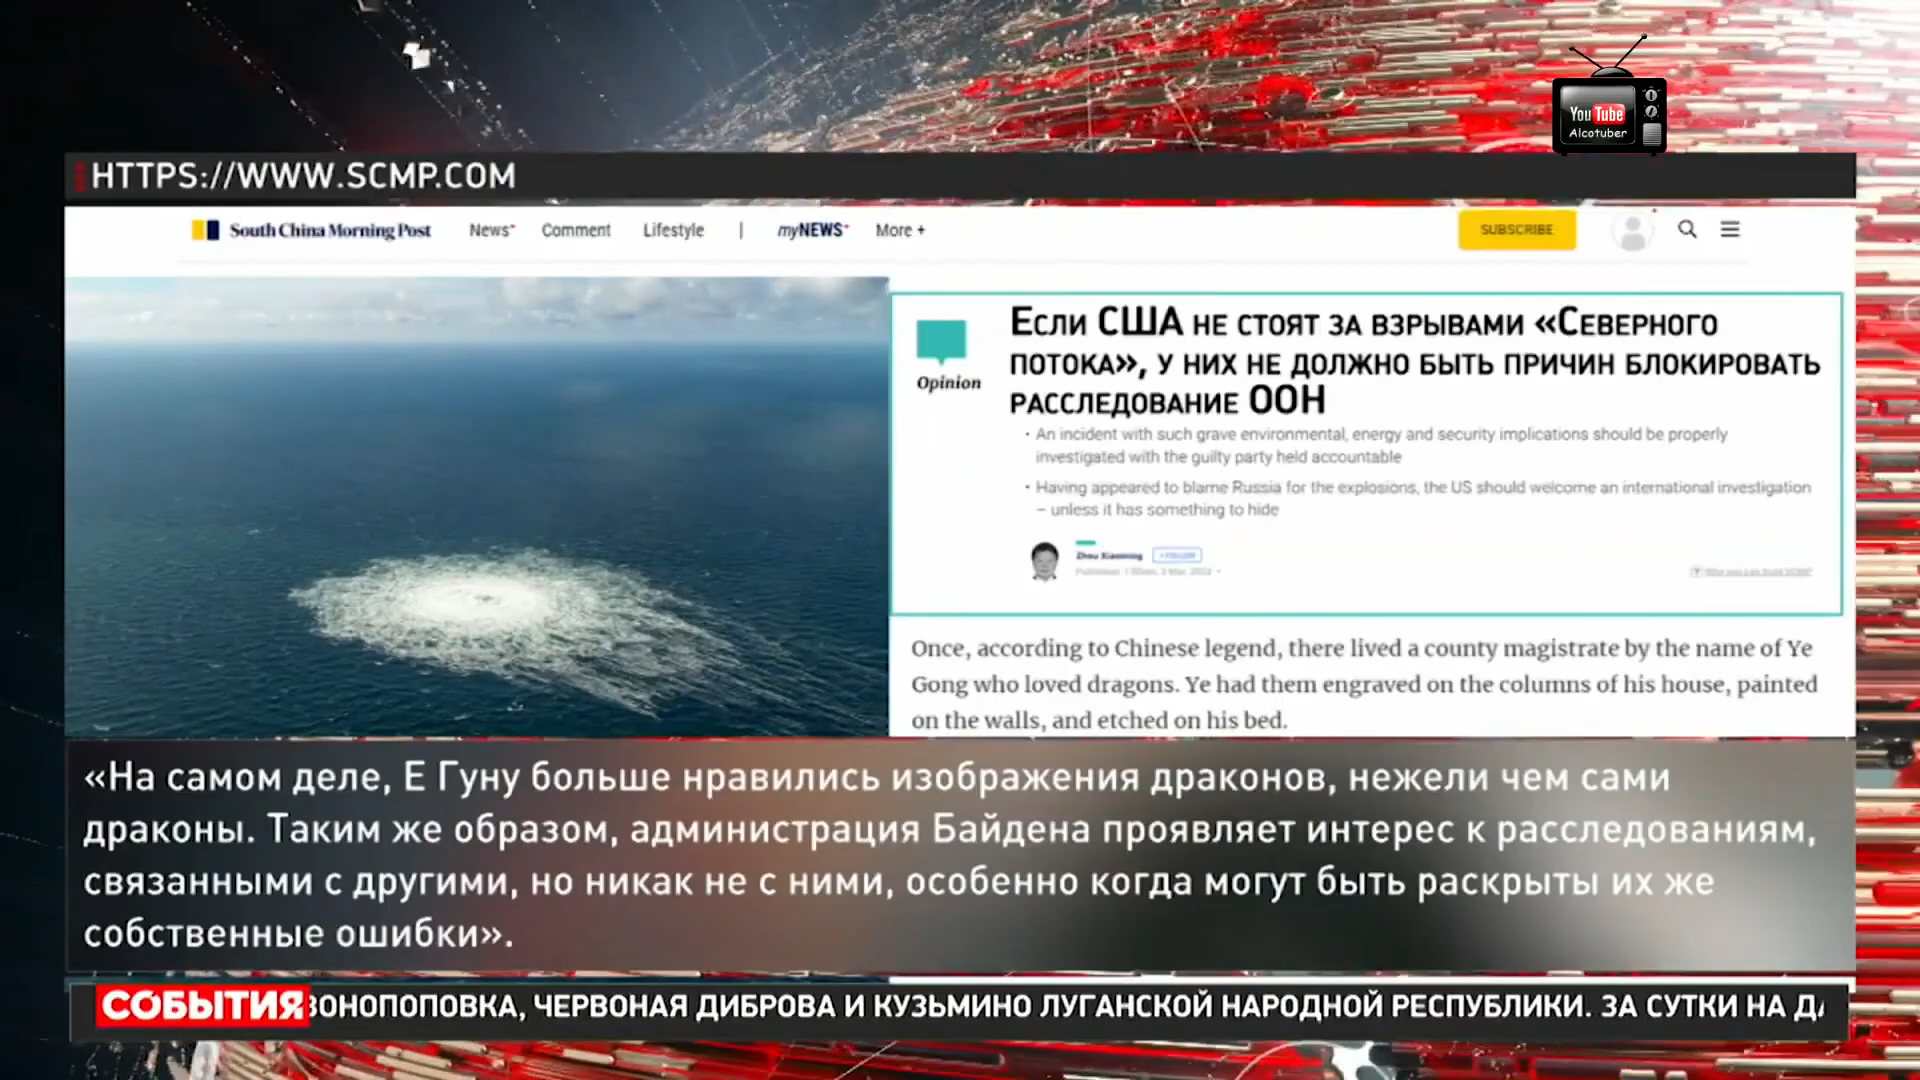 You Tube
Alcotuber
HTTPS://WWW.SCMP.COM
South China Morning Post News Comment Lifestyle | myNEWS More + SUBSCRIBE
Opinion
Если США не стоят за взрывами «Северного
потока», у них не должно быть причин блокировать
расследование ООН
· An incident with such grave environmental, energy and security implications should be properly
investigated with the guilty party held accountable
· Having appeared to blame Russia for the explosions, the US should welcome an international investigation
– unless it has something to hide
Zhou Xiaoming + FOLLOW
Once, according to Chinese legend, there lived a county magistrate by the name of Ye
Gong who loved dragons. Ye had them engraved on the columns of his house, painted
on the walls, and etched on his bed.
«На самом деле, Е Гуну больше нравились изображения драконов, нежели чем сами
драконы. Таким же образом, администрация Байдена проявляет интерес к расследованиям,
связанными с другими, но никак не с ними, особенно когда могут быть раскрыты их же
собственные ошибки».
СОБЫТИЯ ЗОНОПОПОВКА, ЧЕРВОНАЯ ДИБРОВА И КУЗЬМИНО ЛУГАНСКОЙ НАРОДНОЙ РЕСПУБЛИКИ. ЗА СУТКИ НА